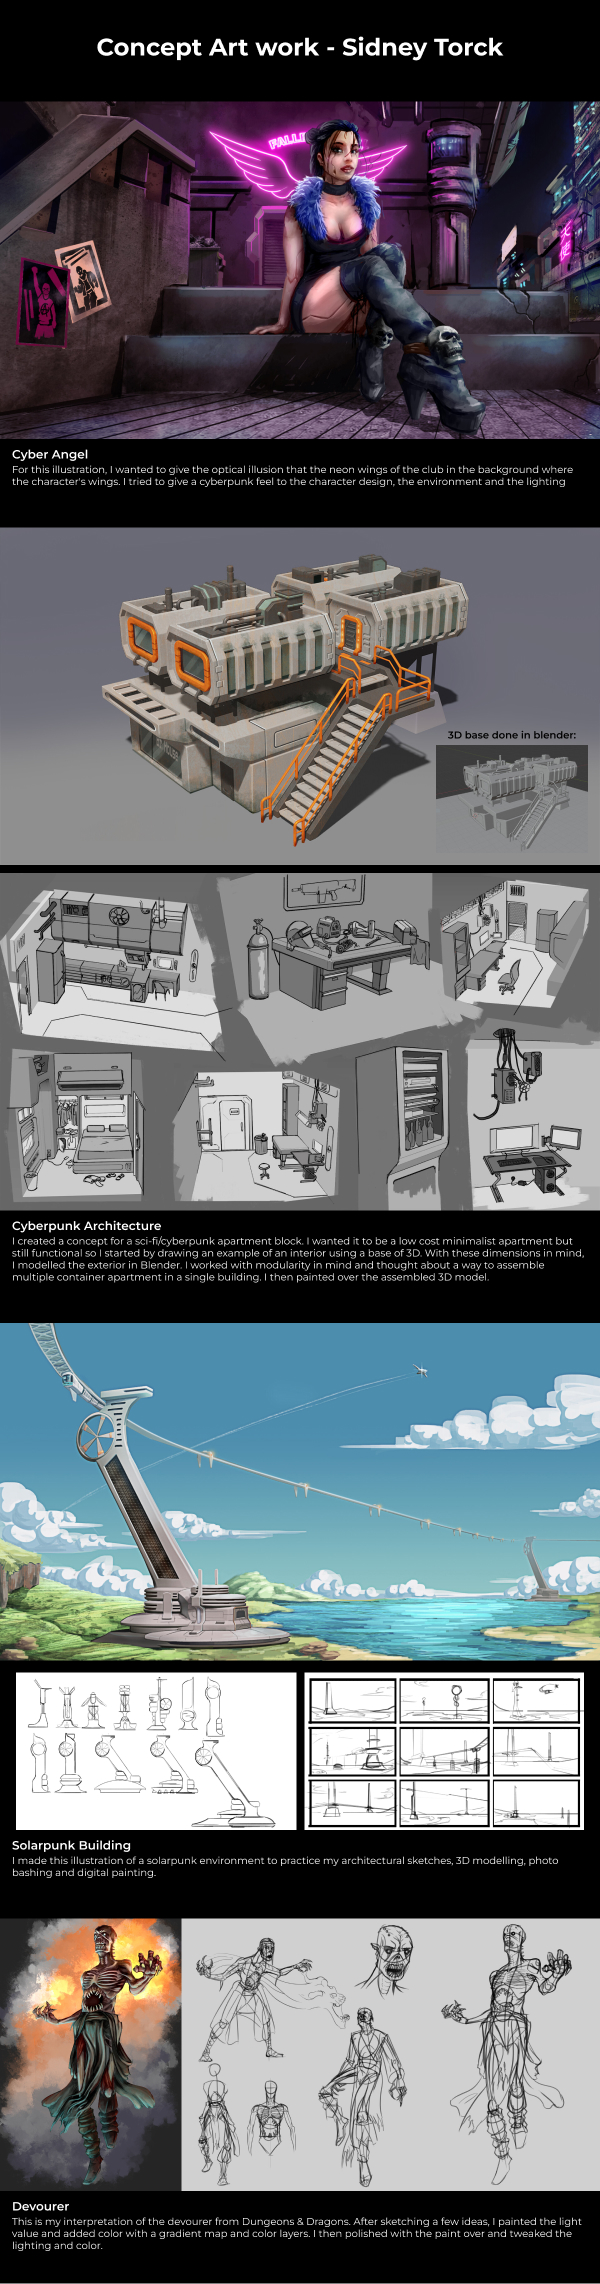 Concept Art work - Sidney Torck
FALL
天使
Cyber Angel
For this illustration, I wanted to give the optical illusion that the neon wings of the club in the background where
the character's wings. I tried to give a cyberpunk feel to the character design, the environment and the lighting
3D base done in blender:
Cyberpunk Architecture
I created a concept for a sci-fi/cyberpunk apartment block. I wanted it to be a low cost minimalist apartment but
still functional so I started by drawing an example of an interior using a base of 3D. With these dimensions in mind,
I modelled the exterior in Blender. I worked with modularity in mind and thought about a way to assemble
multiple container apartment in a single building. I then painted over the assembled 3D model.
Solarpunk Building
I made this illustration of a solarpunk environment to practice my architectural sketches, 3D modelling, photo
bashing and digital painting.
Devourer
This is my interpretation of the devourer from Dungeons & Dragons. After sketching a few ideas, I painted the light
value and added color with a gradient map and color layers. I then polished with the paint over and tweaked the
lighting and color.